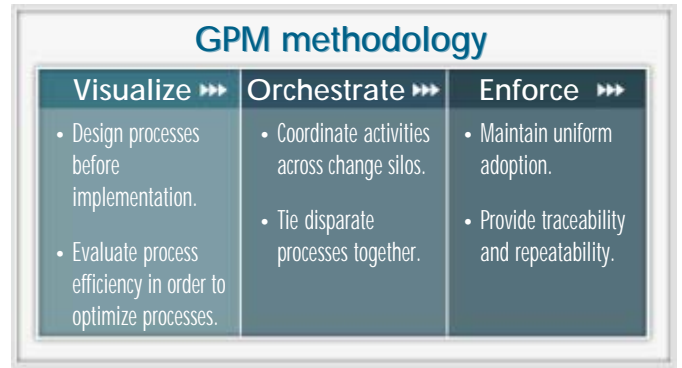 GPM methodology
Visualize
• Design processes
before
implementation.
• Evaluate process
efficiency in order to
optimize processes.
Orchestrate
• Coordinate activities
across change silos.
• Tie disparate
processes together.
Enforce
• Maintain uniform
adoption.
• Provide traceability
and repeatability.